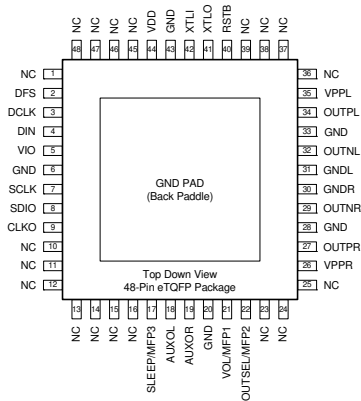 NC NC NC NC VDD GND XTLI XTLO RSTB NC NC NC
48 47 46 45 44 43 42 41 40 39 38 37
NC 1
DFS 2
DCLK 3
DIN 4
VIO 5
GND 6
SCLK 7
SDIO 8
CLKO 9
NC 10
NC 11
NC 12
GND PAD
(Back Paddle)
36 NC
35 VPPL
34 OUTPL
33 GND
32 OUTNL
31 GNDL
30 GNDR
29 OUTNR
28 GND
27 OUTPR
26 VPPR
25 NC
Top Down View
48-Pin eTQFP Package
13 14 15 16 17 18 19 20 21 22 23 24
NC NC NC NC SLEEP/MFP3 AUXOL AUXOR GND VOL/MFP1 OUTSEL/MFP2 NC NC